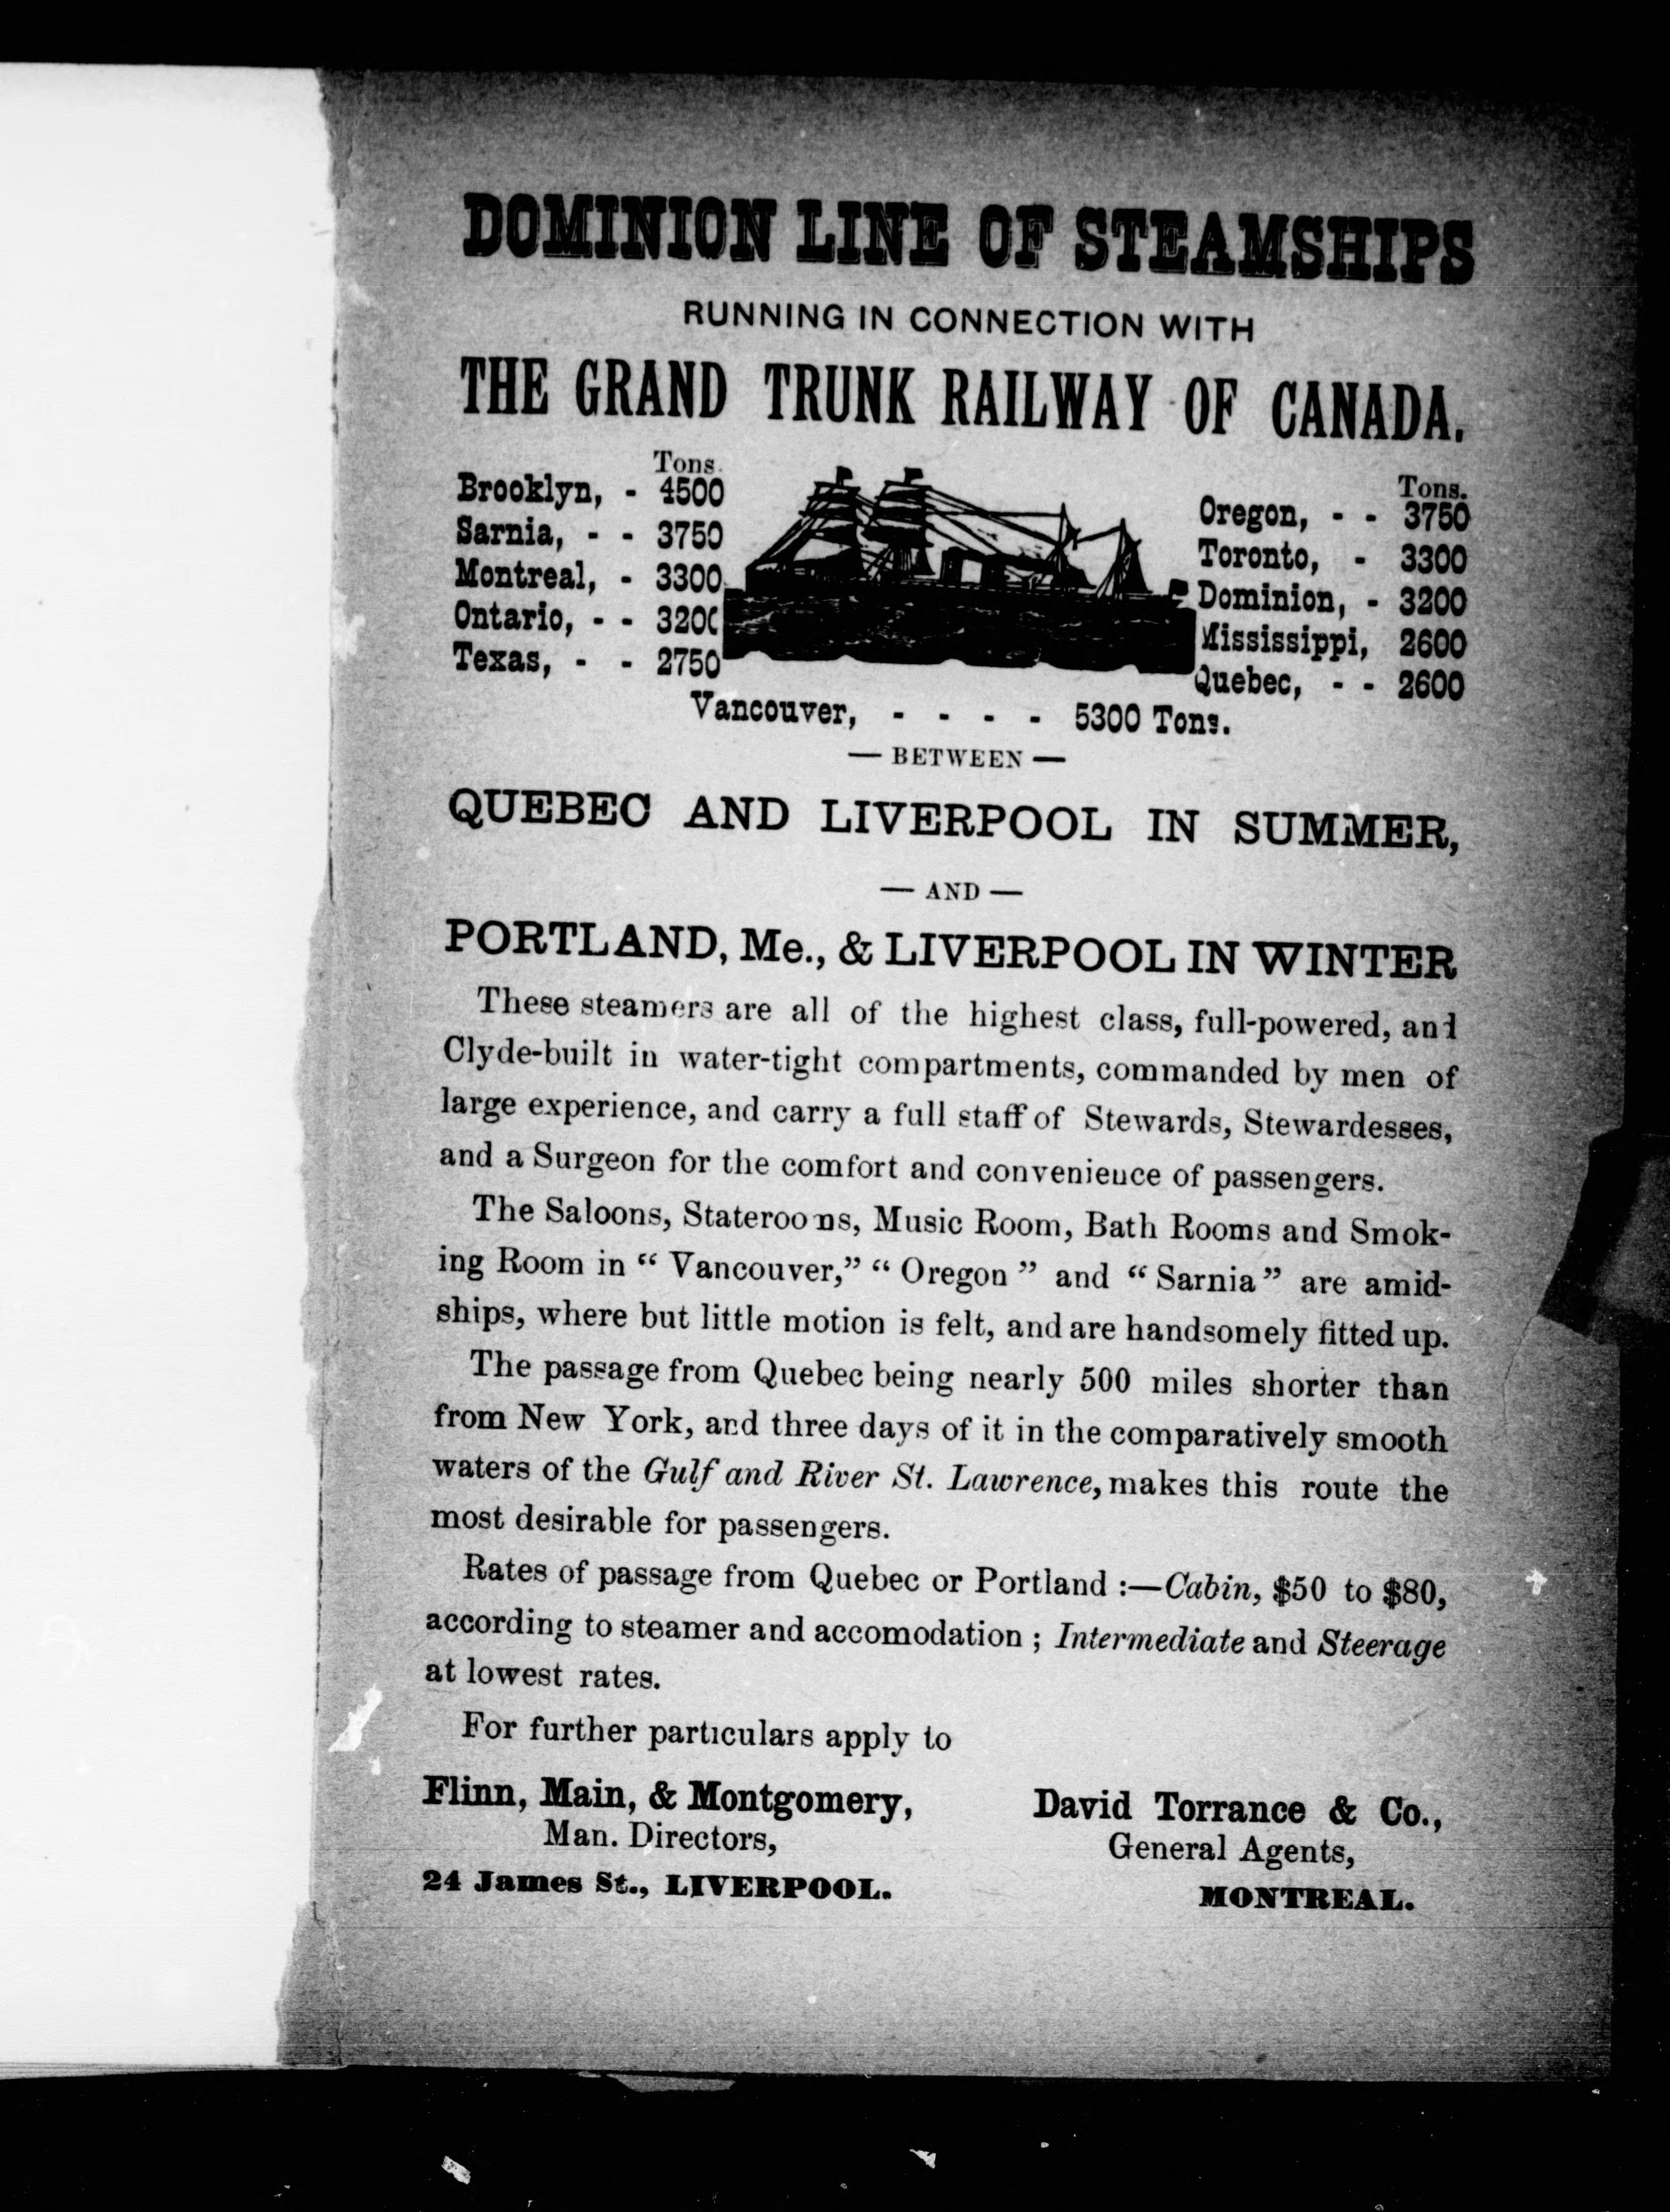 DOMINION LINE OF STEAMSHIPS
RUNNING IN CONNECTION WITH
THE GRAND TRUNK RAILWAY OF CANADA.
Tons.
Brooklyn, - 4500
Sarnia, - - 3750
Montreal, - 3300
Ontario, - - 3200
Texas, - - 2750
Tons.
Oregon, - - 3750
Toronto, - 3300
Dominion, - 3200
Mississippi, 2600
Quebec, - - 2600
Vancouver, - - - - 5300 Tons.
— BETWEEN —
QUEBEC AND LIVERPOOL IN SUMMER,
— AND —
PORTLAND, Me., & LIVERPOOL IN WINTER
These steamers are all of the highest class, full-powered, and
Clyde-built in water-tight compartments, commanded by men of
large experience, and carry a full staff of Stewards, Stewardesses,
and a Surgeon for the comfort and convenience of passengers.
The Saloons, Staterooms, Music Room, Bath Rooms and Smok-
ing Room in “ Vancouver,” “ Oregon ” and “ Sarnia ” are amid-
ships, where but little motion is felt, and are handsomely fitted up.
The passage from Quebec being nearly 500 miles shorter than
from New York, and three days of it in the comparatively smooth
waters of the Gulf and River St. Lawrence, makes this route the
most desirable for passengers.
Rates of passage from Quebec or Portland :—Cabin, $50 to $80,
according to steamer and accomodation ; Intermediate and Steerage
at lowest rates.
For further particulars apply to
Flinn, Main, & Montgomery,
Man. Directors,
24 James St., LIVERPOOL.
David Torrance & Co.,
General Agents,
MONTREAL.